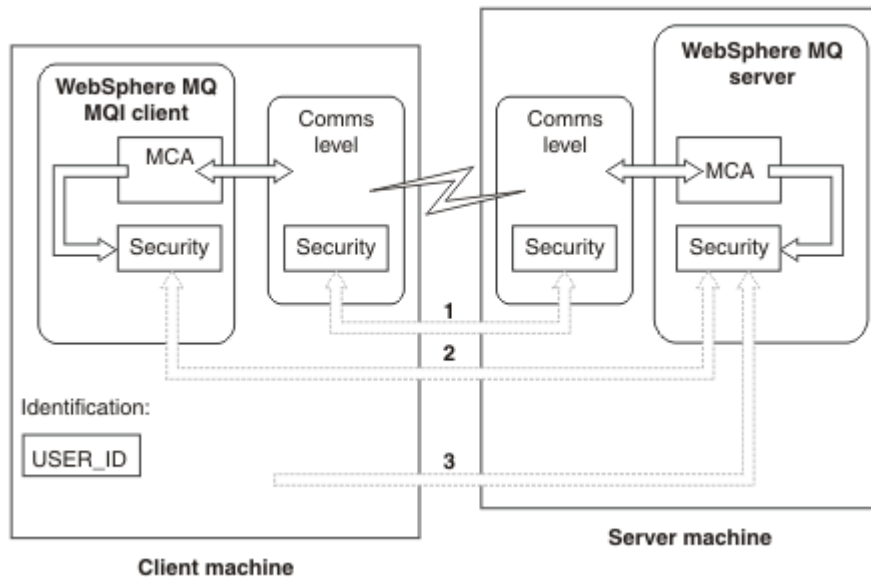 WebSphere MQ
MQI client
MCA
Security
Comms
level
Security
Comms
level
Security
WebSphere MQ
server
MCA
Security
1
2
3
Identification:
USER_ID
Client machine
Server machine